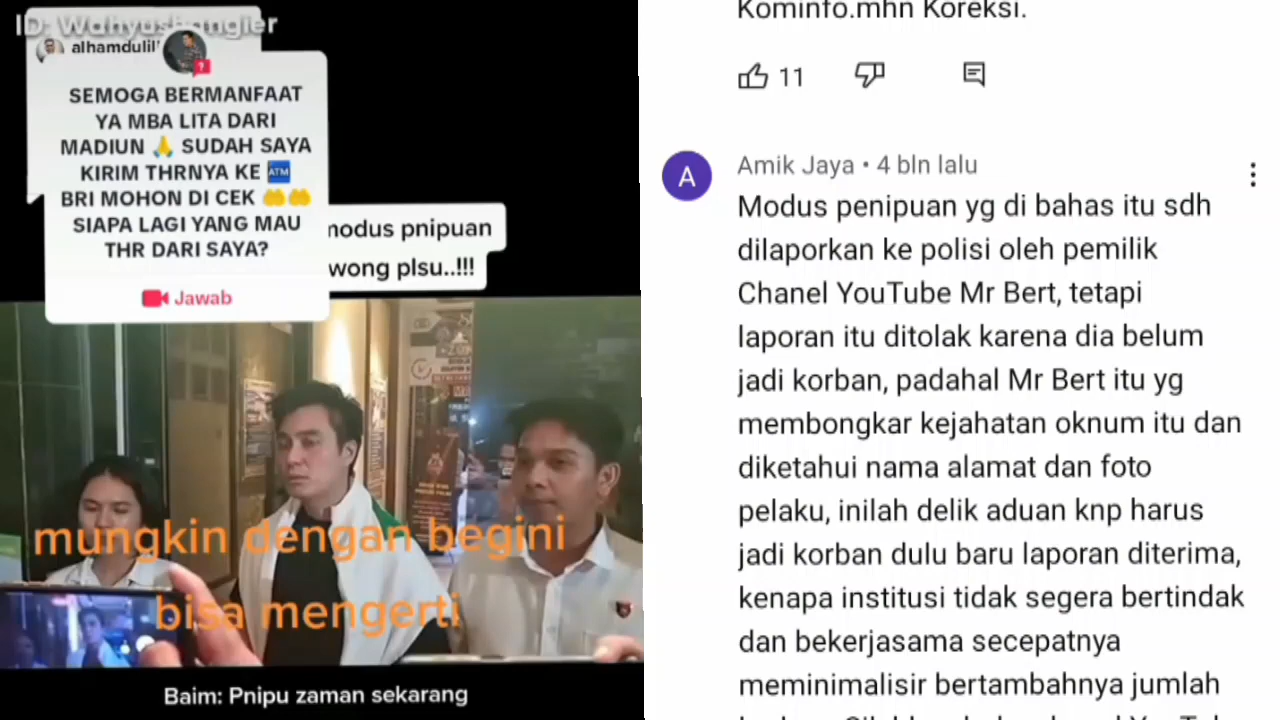 ID: Wahyushangier
alhamdulil
SEMOGA BERMANFAAT
YA MBA LITA DARI
MADIUN 🙏 SUDAH SAYA
KIRIM THRNYA KE 🏧
BRI MOHON DI CEK 🤲🤲
SIAPA LAGI YANG MAU
THR DARI SAYA?
Jawab
modus pnipuan
wong plsu..!!!
mungkin dengan begini
bisa mengerti
Baim: Pnipu zaman sekarang
Kominfo.mhn Koreksi.
11
A
Amik Jaya • 4 bln lalu
Modus penipuan yg di bahas itu sdh
dilaporkan ke polisi oleh pemilik
Chanel YouTube Mr Bert, tetapi
laporan itu ditolak karena dia belum
jadi korban, padahal Mr Bert itu yg
membongkar kejahatan oknum itu dan
diketahui nama alamat dan foto
pelaku, inilah delik aduan knp harus
jadi korban dulu baru laporan diterima,
kenapa institusi tidak segera bertindak
dan bekerjasama secepatnya
meminimalisir bertambahnya jumlah